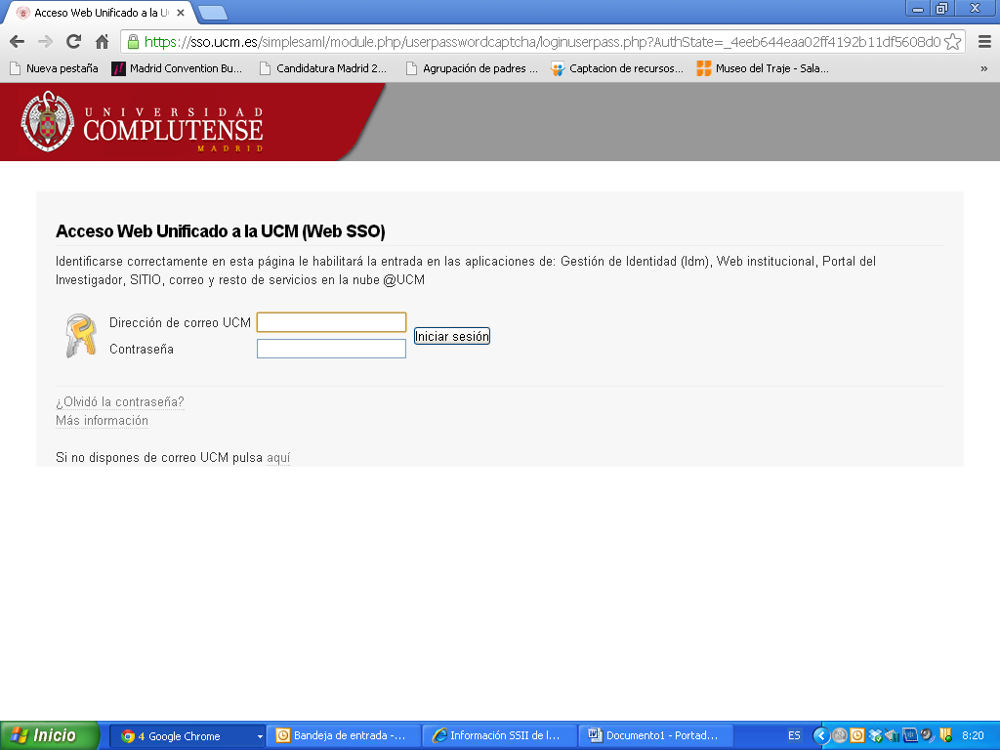 Acceso Web Unificado a la U
https://sso.ucm.es/simplesaml/module.php/userpasswordcaptcha/loginuserpass.php?AuthState=_4eeb644eaa02ff4192b11df5608d0
Nueva pestaña Madrid Convention Bu... Candidatura Madrid 2... Agrupación de padres ... Captacion de recursos... Museo del Traje - Sala... »
UNIVERSIDAD
COMPLUTENSE
MADRID
Acceso Web Unificado a la UCM (Web SSO)
Identificarse correctamente en esta página le habilitará la entrada en las aplicaciones de: Gestión de Identidad (Idm), Web institucional, Portal del
Investigador, SITIO, correo y resto de servicios en la nube @UCM
Dirección de correo UCM
Iniciar sesión
Contraseña
¿Olvidó la contraseña?
Más información
Si no dispones de correo UCM pulsa aquí
Inicio 4 Google Chrome Bandeja de entrada -... Información SSII de l... Documento1 - Portad... ES 8:20